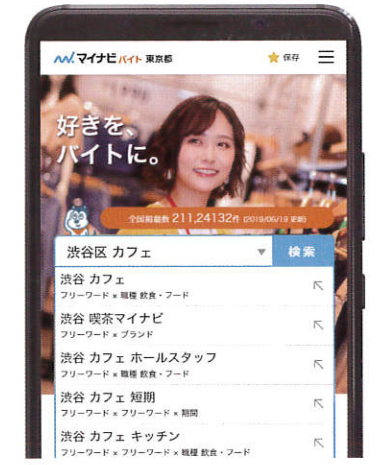 マイナビバイト 東京都
保存
好きを、
バイトに。
全国掲載数 211,24132件 (2019/06/19 更新)
渋谷区 カフェ
検索
渋谷 カフェ
フリーワード × 職種 飲食・フード
渋谷 喫茶マイナビ
フリーワード × ブランド
渋谷 カフェ ホールスタッフ
フリーワード × 職種 飲食・フード
渋谷 カフェ 短期
フリーワード × フリーワード × 期間
渋谷 カフェ キッチン
フリーワード × フリーワード × 職種 飲食・フード